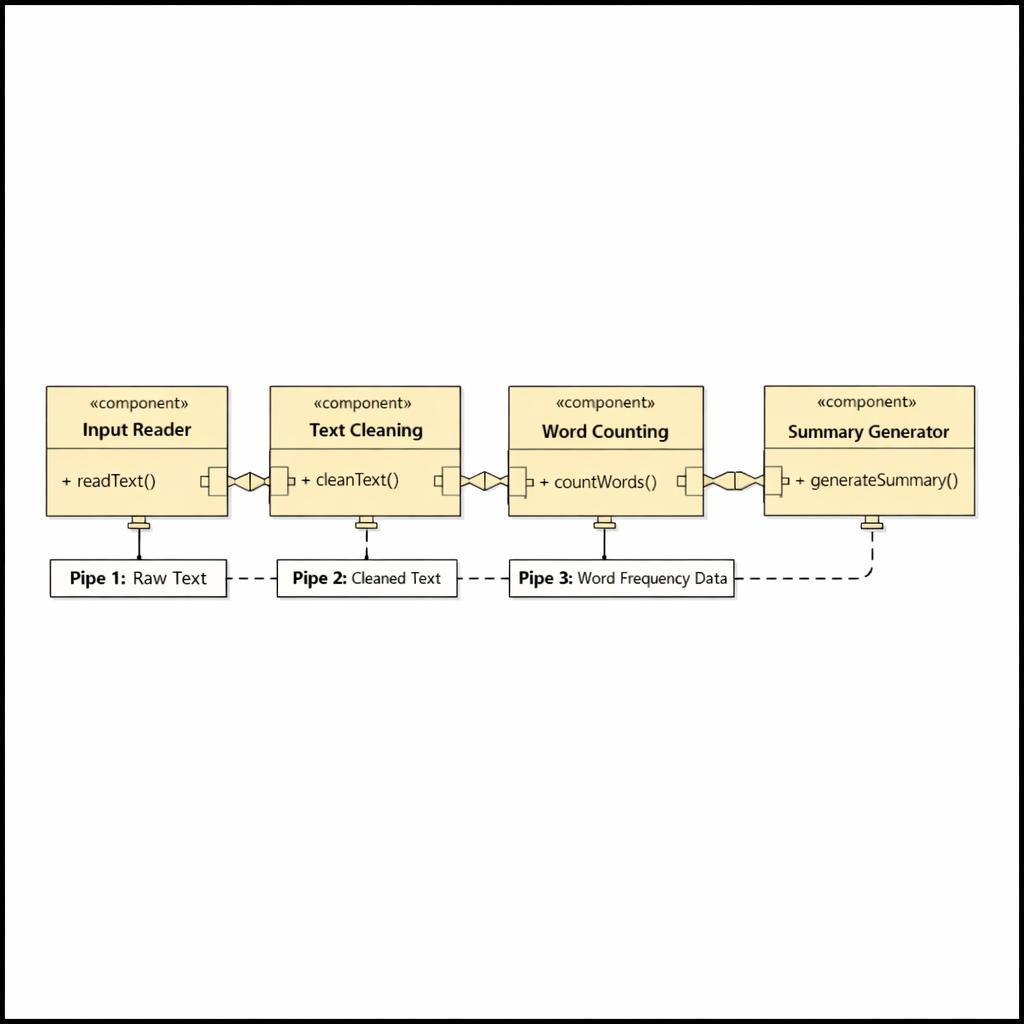 «component»
Input Reader
+ readText()
«component»
Text Cleaning
+ cleanText()
«component»
Word Counting
+ countWords()
«component»
Summary Generator
+ generateSummary()
Pipe 1: Raw Text
Pipe 2: Cleaned Text
Pipe 3: Word Frequency Data